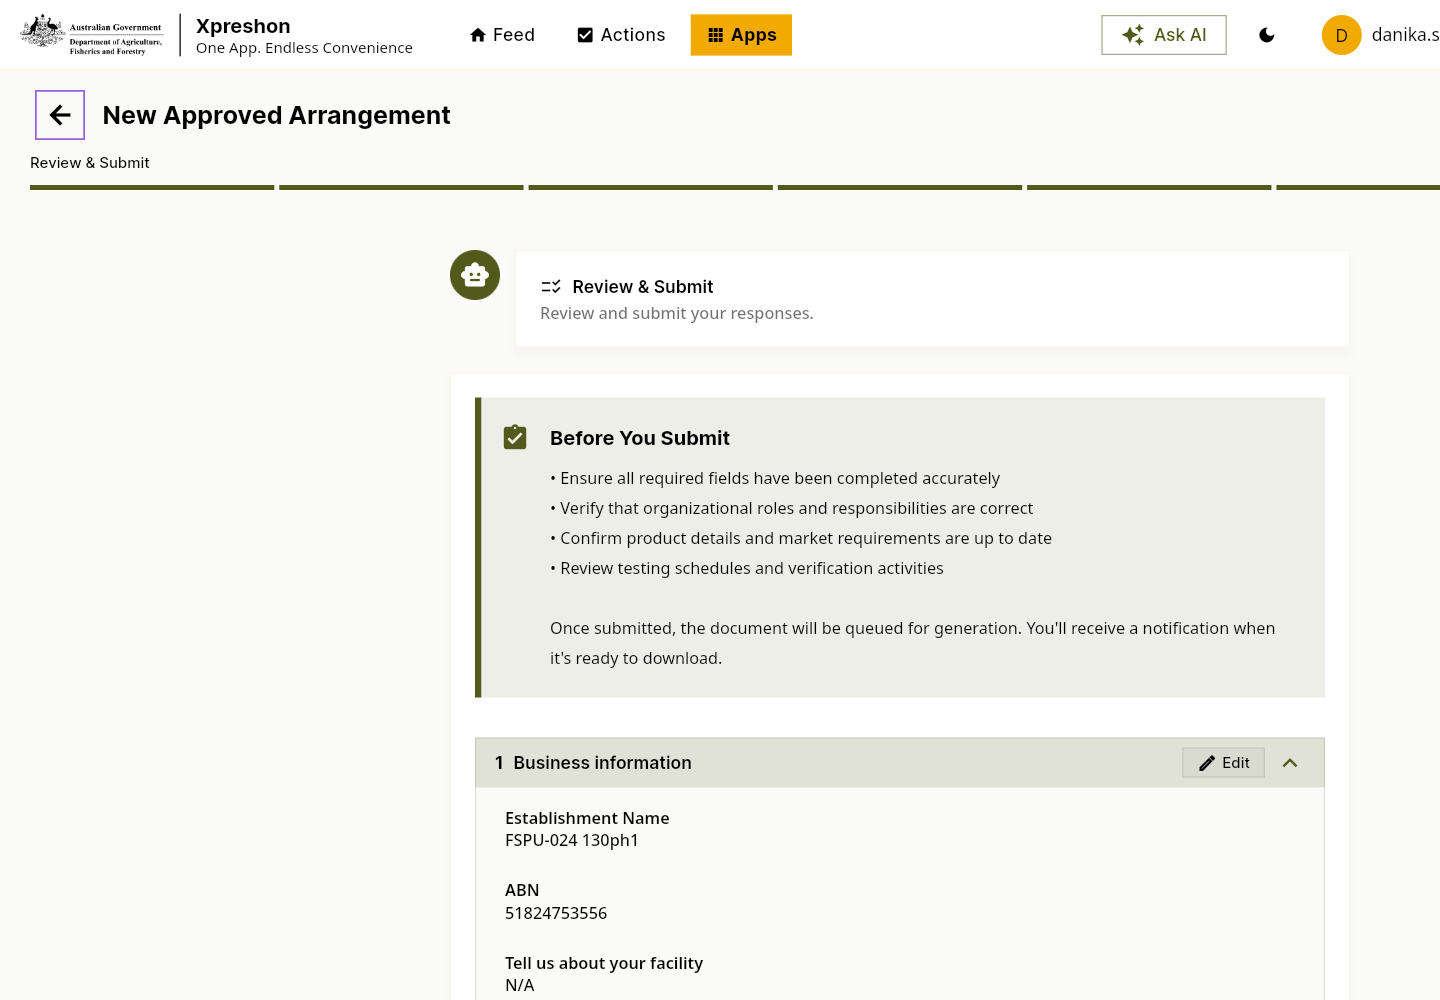 Australian Government
Department of Agriculture,
Fisheries and Forestry
Xpreshon
One App. Endless Convenience
Feed
Actions
Apps
Ask AI
D
danika.s
New Approved Arrangement
Review & Submit
Review & Submit
Review and submit your responses.
Before You Submit
• Ensure all required fields have been completed accurately
• Verify that organizational roles and responsibilities are correct
• Confirm product details and market requirements are up to date
• Review testing schedules and verification activities
Once submitted, the document will be queued for generation. You'll receive a notification when
it's ready to download.
1 Business information
Edit
Establishment Name
FSPU-024 130ph1
ABN
51824753556
Tell us about your facility
N/A